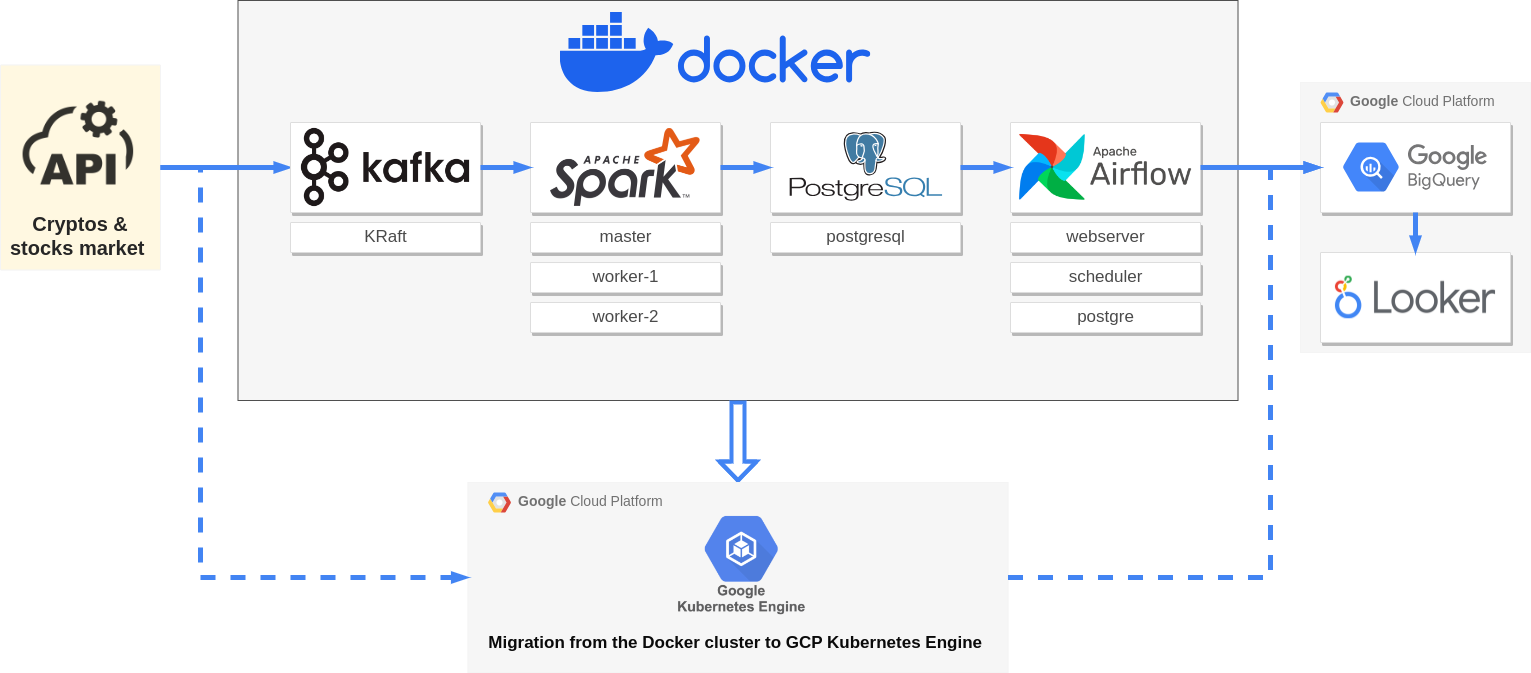 docker
API
Cryptos &
stocks market
kafka
KRaft
APACHE
Spark™
master
worker-1
worker-2
PostgreSQL
postgresql
Apache
Airflow
webserver
scheduler
postgre
Google Cloud Platform
Google
BigQuery
Looker
Google Cloud Platform
Google
Kubernetes Engine
Migration from the Docker cluster to GCP Kubernetes Engine